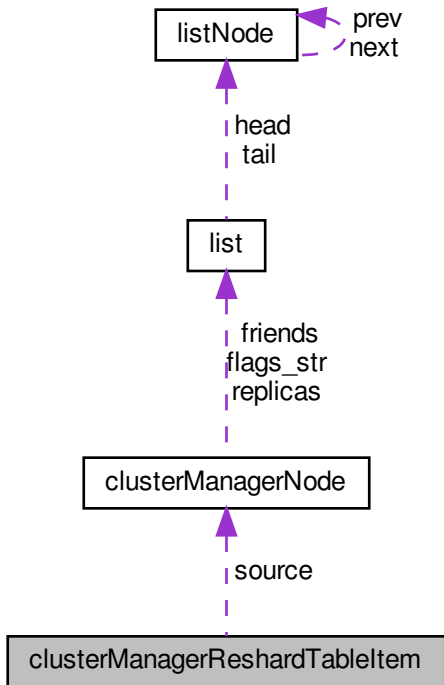 listNode
prev
next
head
tail
list
friends
flags_str
replicas
clusterManagerNode
source
clusterManagerReshardTableItem